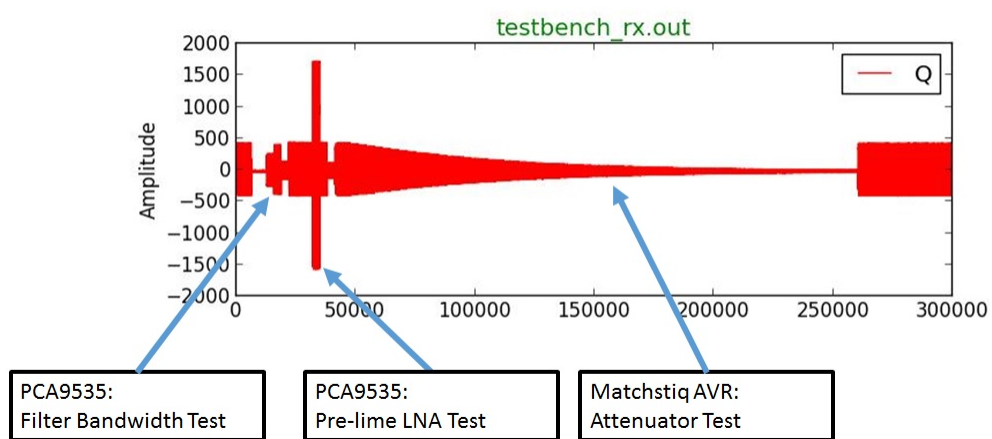 testbench_rx.out
2000
1500
1000
500
0
−500
−1000
−1500
−2000
Amplitude
Q
0
50000
100000
150000
200000
250000
300000
PCA9535:
Filter Bandwidth Test
PCA9535:
Pre-lime LNA Test
Matchstiq AVR:
Attenuator Test